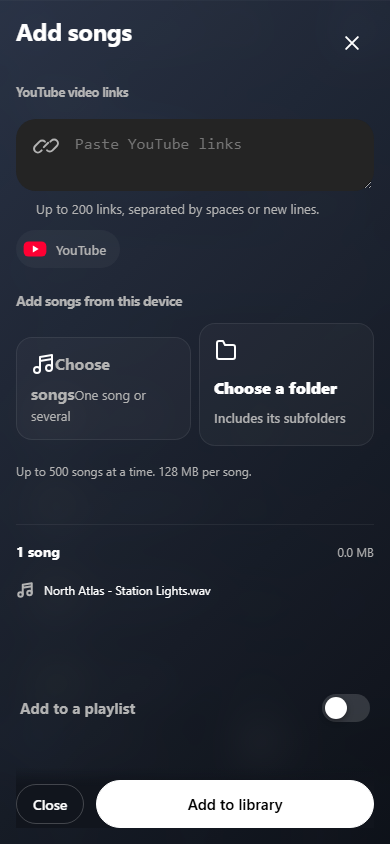 Add songs
YouTube video links
Paste YouTube links
Up to 200 links, separated by spaces or new lines.
YouTube
Add songs from this device
Choose
songsOne song or
several
Choose a folder
Includes its subfolders
Up to 500 songs at a time. 128 MB per song.
1 song 0.0 MB
North Atlas - Station Lights.wav
Add to a playlist
Close Add to library